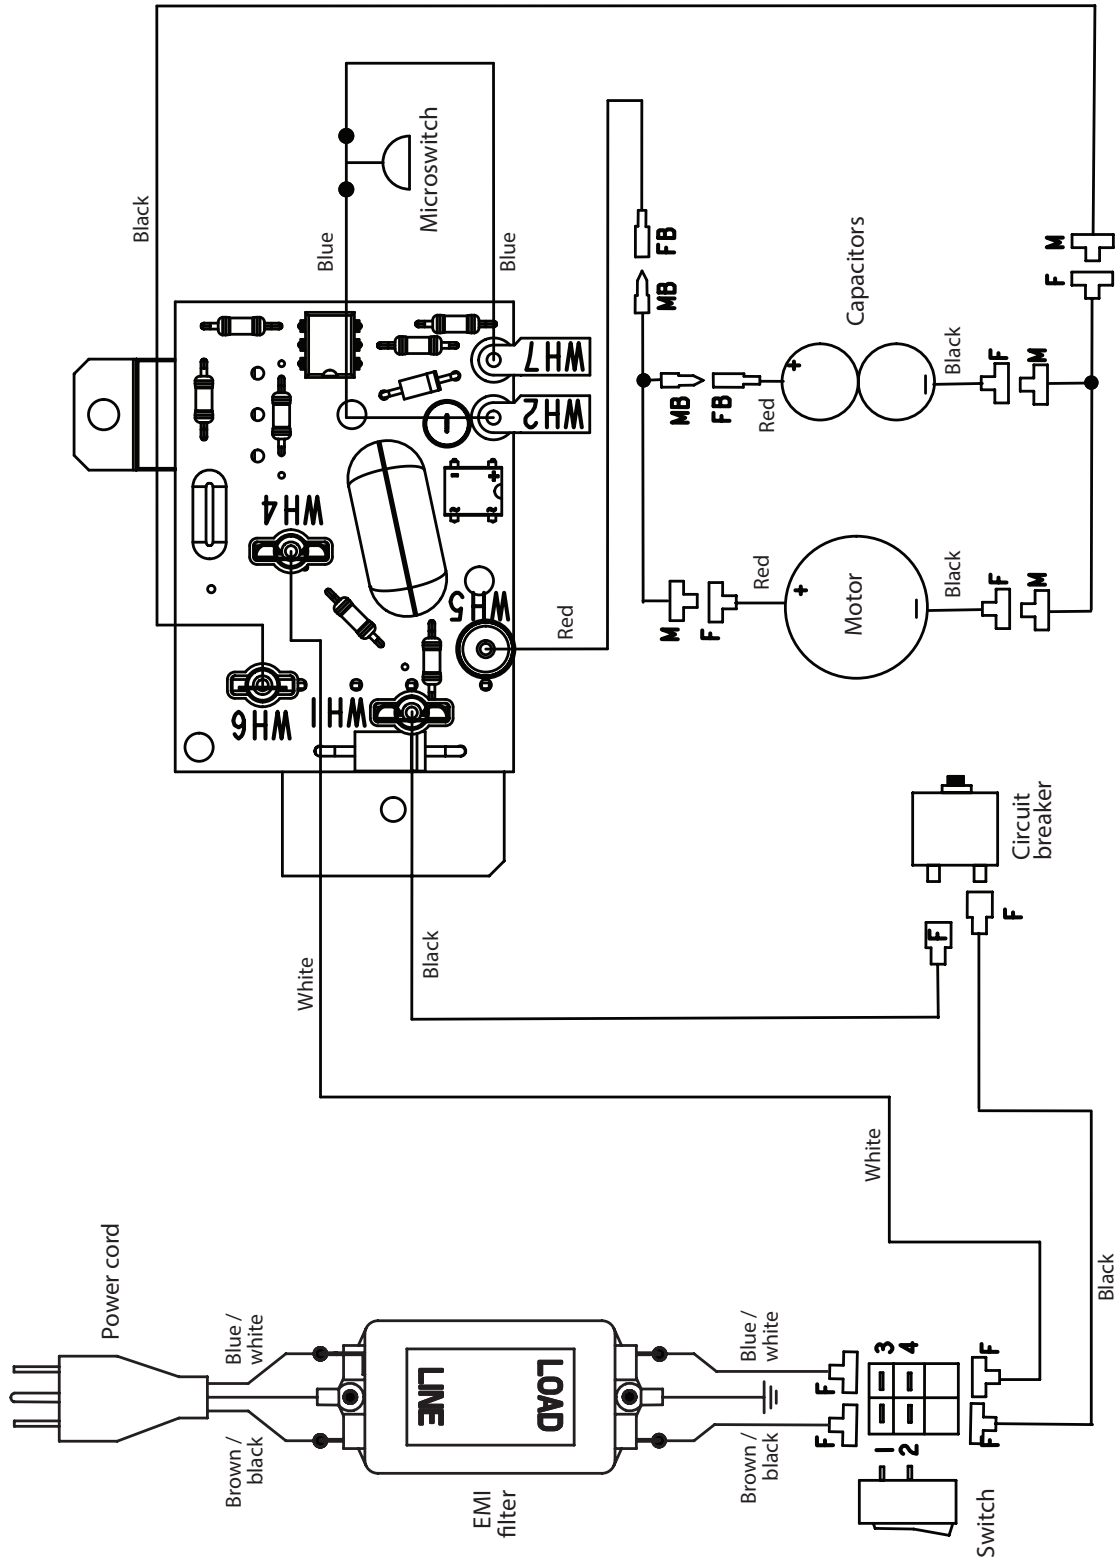 Power cord
Blue /
white
Brown /
black
LINE
LOAD
EMI
filter
Blue /
white
Brown /
black
F
F
3
4
1
2
F
F
Switch
White
Black
White
Black
F
F
Circuit
breaker
WH6
WH1
WH4
WH5
WH2
WH7
~
~
-
+
Black
Blue
Blue
Microswitch
Red
MB
FB
M
F
Red
+
Motor
–
Black
F
M
MB
FB
Red
+
Capacitors
–
Black
F
M
F
M